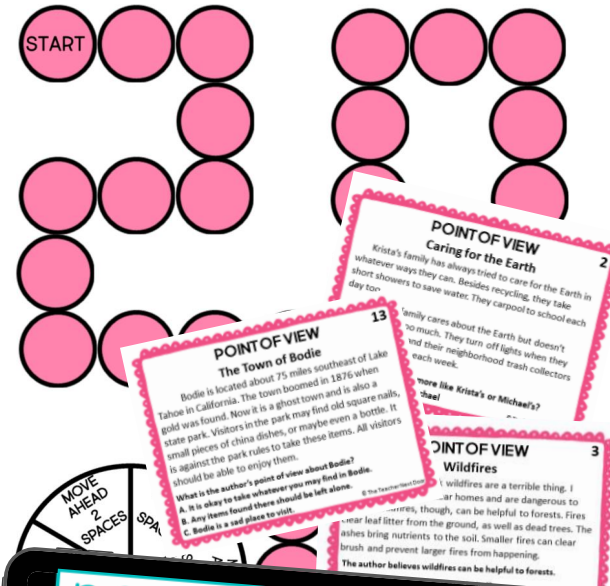 START
POINT OF VIEW
2
Caring for the Earth
Krista's family has always tried to care for the Earth in
whatever ways they can. Besides recycling, they take
short showers to save water. They carpool to school each
day
family cares about the Earth but doesn't
much. They turn off lights when they
and their neighborhood trash collectors
each week.
more like Krista's or Michael's?
POINT OF VIEW
13
The Town of Bodie
Bodie is located about 75 miles southeast of Lake
Tahoe in California. The town boomed in 1876 when
gold was found. Now it is a ghost town and is also a
state park. Visitors in the park may find old square nails,
small pieces of china dishes, or maybe even a bottle. It
is against the park rules to take these items. All visitors
should be able to enjoy them.
What is the author's point of view about Bodie?
A. It is okay to take whatever you may find in Bodie.
B. Any items found there should be left alone.
C. Bodie is a sad place to visit.
© The Teacher Next Door
OF VIEW
3
Wildfires
wildfires are a terrible thing. I
homes and are dangerous to
though, can be helpful to forests. Fires
clear leaf litter from the ground, as well as dead trees. The
ashes bring nutrients to the soil. Smaller fires can clear
brush and prevent larger fires from happening.
The author believes wildfires can be helpful to forests.
MOVE
AHEAD
2
SPACES